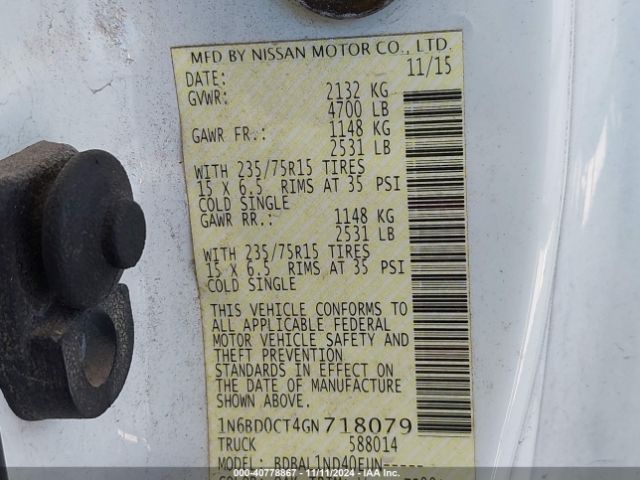 MFD BY NISSAN MOTOR CO., LTD.
DATE: 11/15
GVWR: 2132 KG
4700 LB
GAWR FR.: 1148 KG
2531 LB
WITH 235/75R15 TIRES
15 X 6.5 RIMS AT 35 PSI
COLD SINGLE
GAWR RR.: 1148 KG
2531 LB
WITH 235/75R15 TIRES
15 X 6.5 RIMS AT 35 PSI
COLD SINGLE
THIS VEHICLE CONFORMS TO
ALL APPLICABLE FEDERAL
MOTOR VEHICLE SAFETY AND
THEFT PREVENTION
STANDARDS IN EFFECT ON
THE DATE OF MANUFACTURE
SHOWN ABOVE.
1N6BD0CT4GN718079
TRUCK 588014
MODEL: BDBAL1ND40EUN-----
© Copart 40778867 - 11/11/2024 -